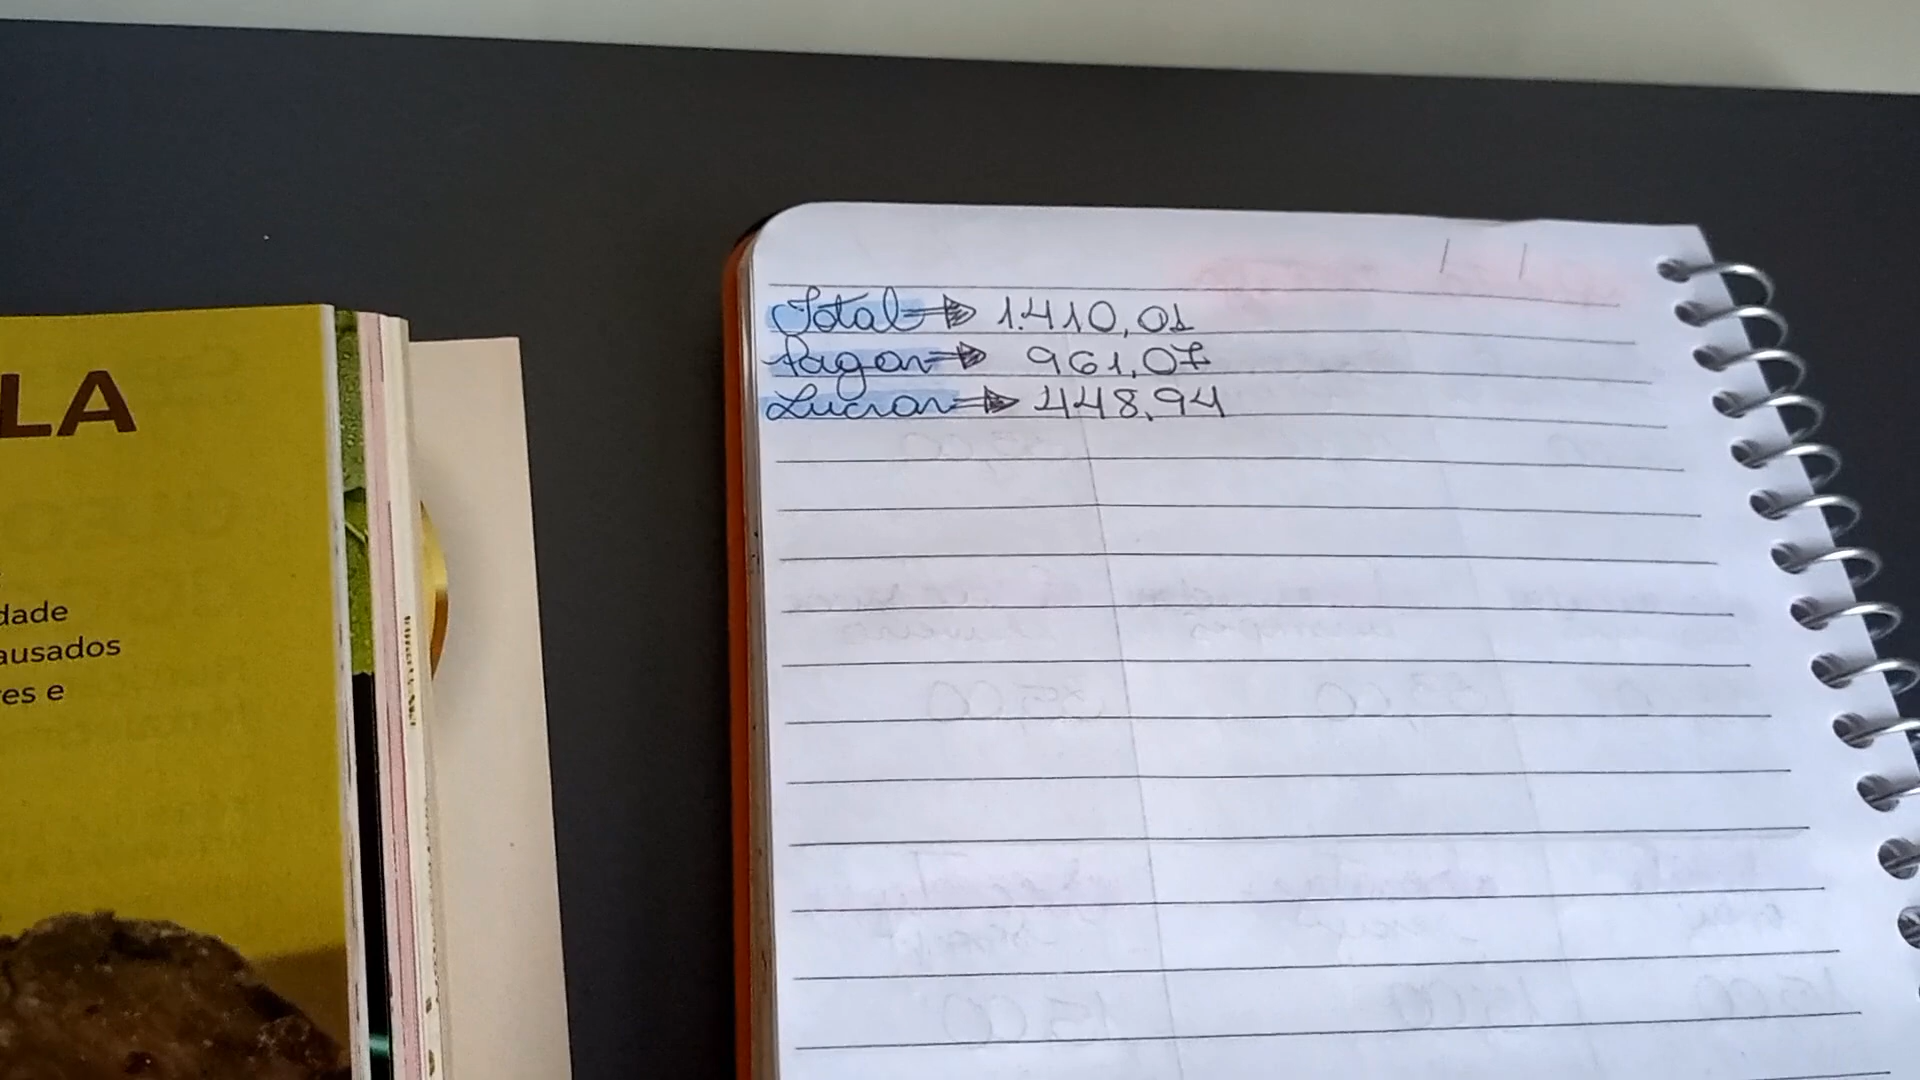 LA
dade
ausados
res e
Total ⇒ 1.410,01
Pagar ⇒ 961,07
Lucrar ⇒ 448,94